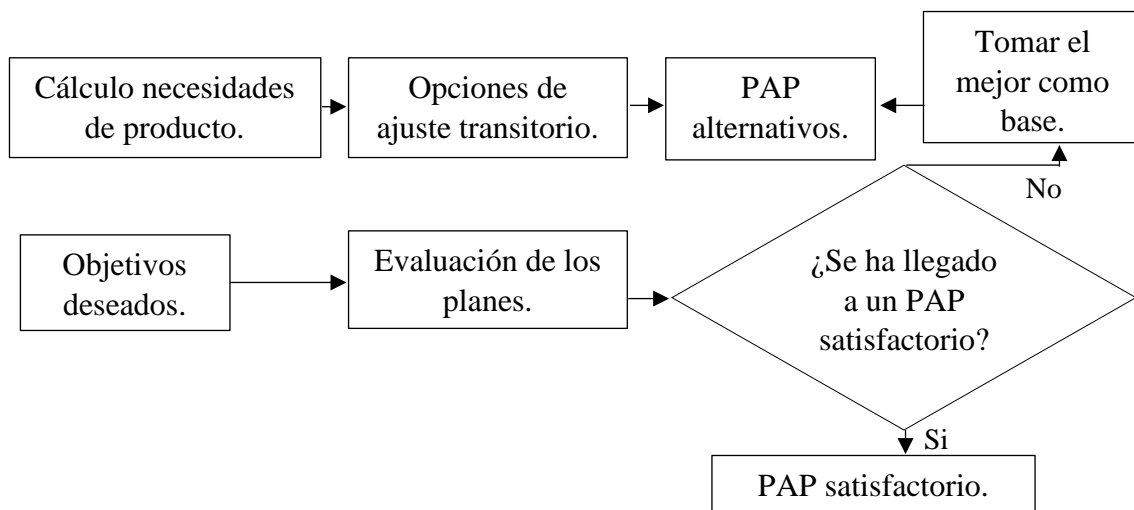 Cálculo necesidades
de producto.
Opciones de
ajuste transitorio.
PAP
alternativos.
Tomar el
mejor como
base.
No
Objetivos
deseados.
Evaluación de los
planes.
¿Se ha llegado
a un PAP
satisfactorio?
Si
PAP satisfactorio.